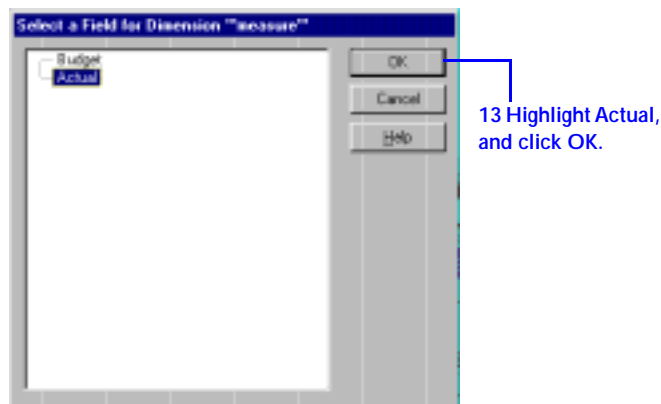 Select a Field for Dimension '"measure"'
Budget
Actual
OK
Cancel
Help
13 Highlight Actual,
and click OK.